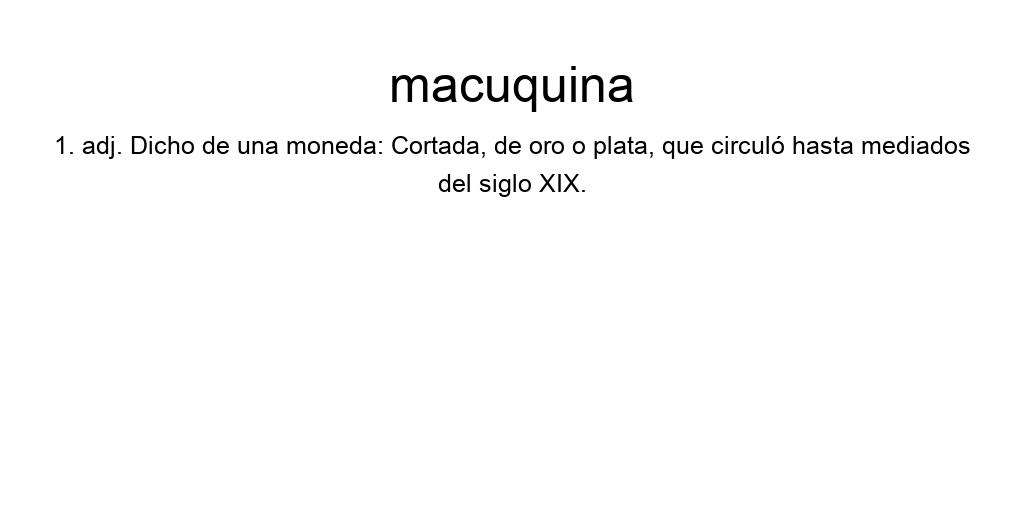 macuquina
1. adj. Dicho de una moneda: Cortada, de oro o plata, que circuló hasta mediados
del siglo XIX.